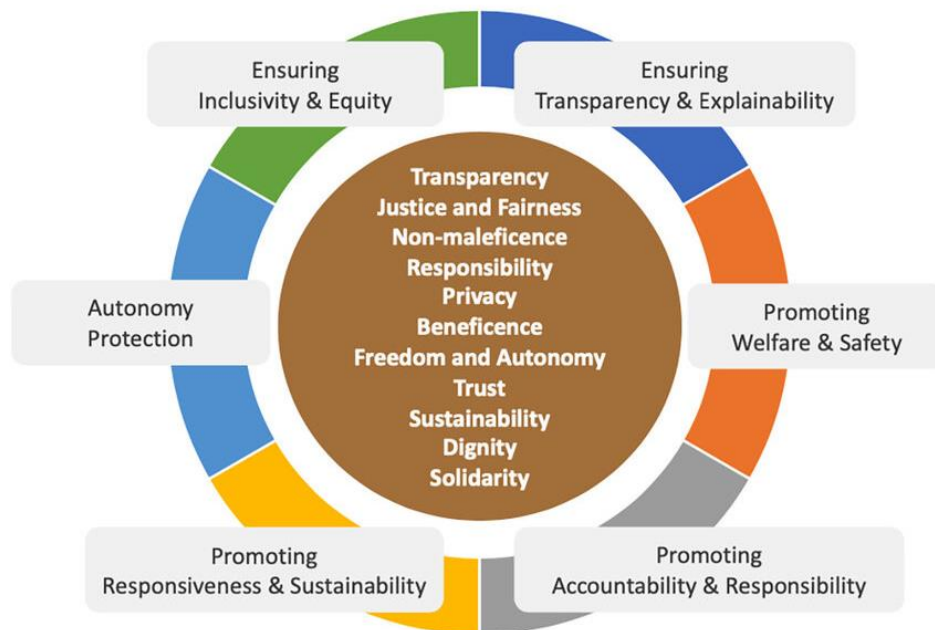 Ensuring
Inclusivity & Equity
Ensuring
Transparency & Explainability
Transparency
Justice and Fairness
Non-maleficence
Responsibility
Privacy
Beneficence
Freedom and Autonomy
Trust
Sustainability
Dignity
Solidarity
Autonomy
Protection
Promoting
Welfare & Safety
Promoting
Responsiveness & Sustainability
Promoting
Accountability & Responsibility